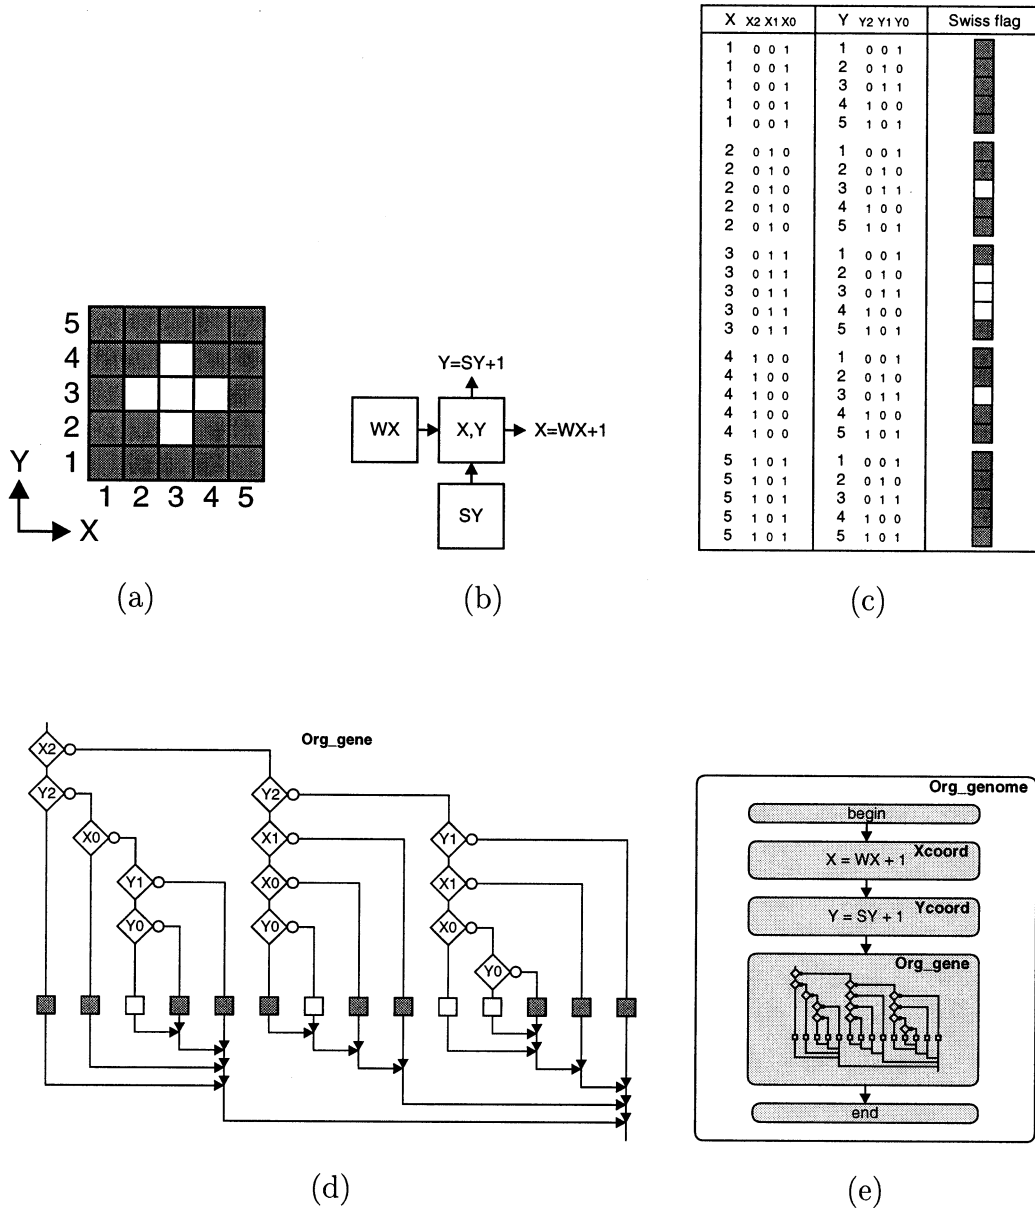 5
4
3
2
1
1 2 3 4 5
Y
X
(a)
Y=SY+1
WX
X,Y
X=WX+1
SY
(b)
X X2 X1 X0 Y Y2 Y1 Y0 Swiss flag
1 0 0 1 1 0 0 1
1 0 0 1 2 0 1 0
1 0 0 1 3 0 1 1
1 0 0 1 4 1 0 0
1 0 0 1 5 1 0 1
2 0 1 0 1 0 0 1
2 0 1 0 2 0 1 0
2 0 1 0 3 0 1 1
2 0 1 0 4 1 0 0
2 0 1 0 5 1 0 1
3 0 1 1 1 0 0 1
3 0 1 1 2 0 1 0
3 0 1 1 3 0 1 1
3 0 1 1 4 1 0 0
3 0 1 1 5 1 0 1
4 1 0 0 1 0 0 1
4 1 0 0 2 0 1 0
4 1 0 0 3 0 1 1
4 1 0 0 4 1 0 0
4 1 0 0 5 1 0 1
5 1 0 1 1 0 0 1
5 1 0 1 2 0 1 0
5 1 0 1 3 0 1 1
5 1 0 1 4 1 0 0
5 1 0 1 5 1 0 1
(c)
Org_gene
X2
Y2 Y2
X0 X1 Y1
Y1 X0 X1
Y0 Y0 X0
Y0
(d)
Org_genome
begin
Xcoord
X = WX + 1
Ycoord
Y = SY + 1
Org_gene
end
(e)